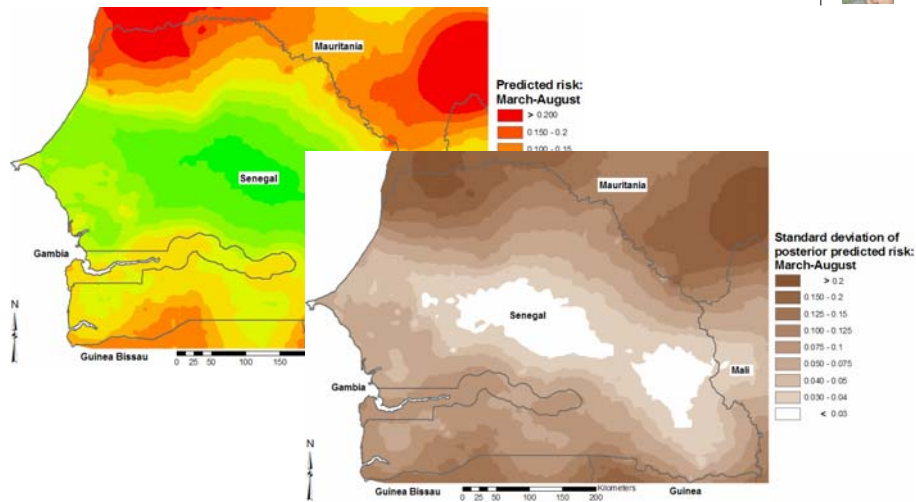 Mauritania
Predicted risk:
March-August
> 0.200
0.150 - 0.2
0.100 - 0.15
Senegal
Gambia
N
Guinea Bissau
0 25 50 100 150
Mauritania
Standard deviation of
posterior predicted risk:
March-August
> 0.2
0.150 - 0.2
0.125 - 0.15
0.100 - 0.125
0.075 - 0.1
0.050 - 0.075
0.040 - 0.05
0.030 - 0.04
< 0.03
Senegal
Mali
Gambia
N
Kilometers
0 25 50 100 150 200
Guinea Bissau
Guinea